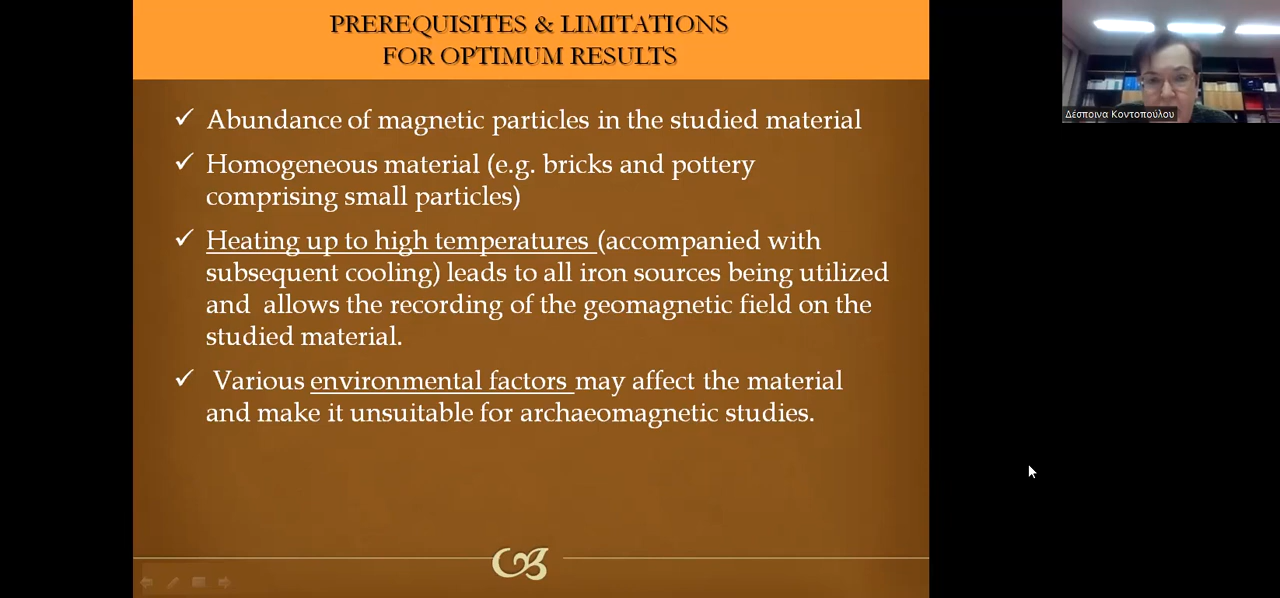 PREREQUISITES & LIMITATIONS
FOR OPTIMUM RESULTS
Abundance of magnetic particles in the studied material
Homogeneous material (e.g. bricks and pottery
comprising small particles)
Heating up to high temperatures (accompanied with
subsequent cooling) leads to all iron sources being utilized
and allows the recording of the geomagnetic field on the
studied material.
Various environmental factors may affect the material
and make it unsuitable for archaeomagnetic studies.
Δέσποινα Κοντοπούλου